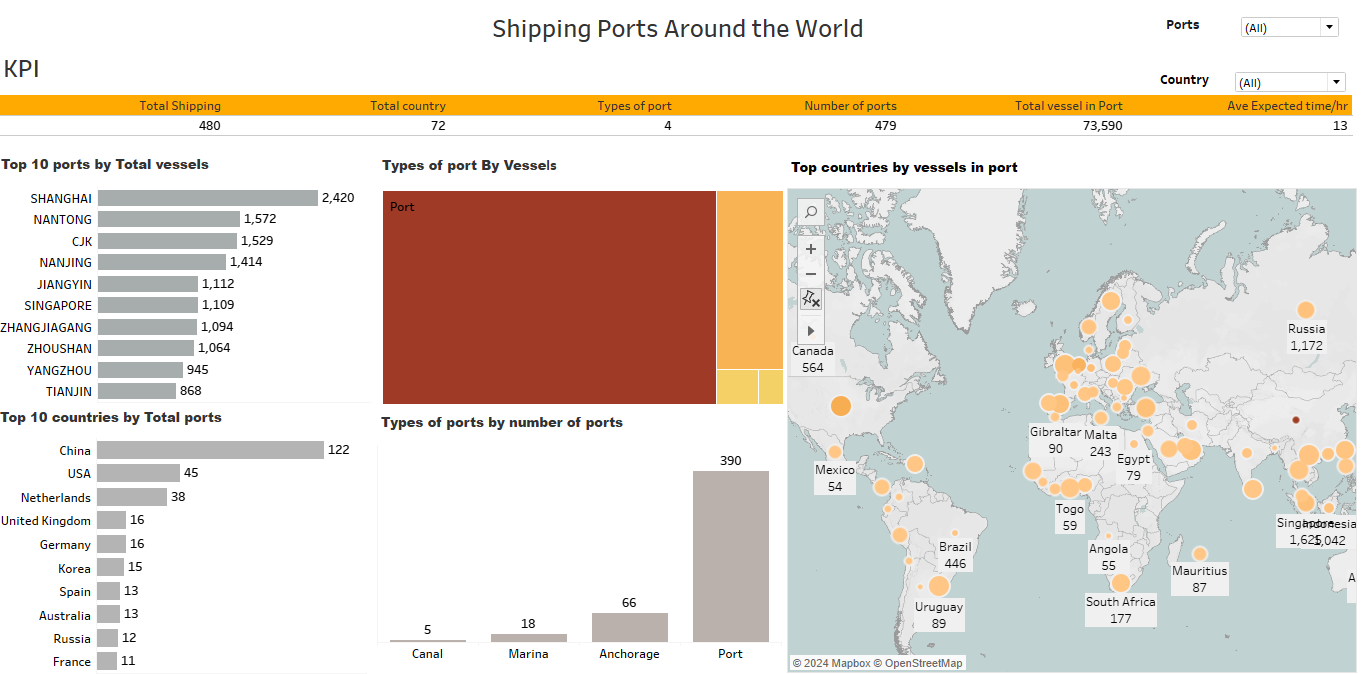 Shipping Ports Around the World
Ports
(All)
KPI
Country
(All)
Total Shipping Total country Types of port Number of ports Total vessel in Port Ave Expected time/hr
480 72 4 479 73,590 13
Top 10 ports by Total vessels
SHANGHAI 2,420
NANTONG 1,572
CJK 1,529
NANJING 1,414
JIANGYIN 1,112
SINGAPORE 1,109
ZHANGJIAGANG 1,094
ZHOUSHAN 1,064
YANGZHOU 945
TIANJIN 868
Top 10 countries by Total ports
China 122
USA 45
Netherlands 38
United Kingdom 16
Germany 16
Korea 15
Spain 13
Australia 13
Russia 12
France 11
Types of port By Vessels
Port
Types of ports by number of ports
5 18 66 390
Canal Marina Anchorage Port
Top countries by vessels in port
Russia
1,172
Canada
564
Gibraltar
90
Malta
243
Egypt
79
Mexico
54
Togo
59
Singapore
Indonesia
Brazil
446
Angola
55
Mauritius
87
South Africa
177
Uruguay
89
A
© 2024 Mapbox © OpenStreetMap